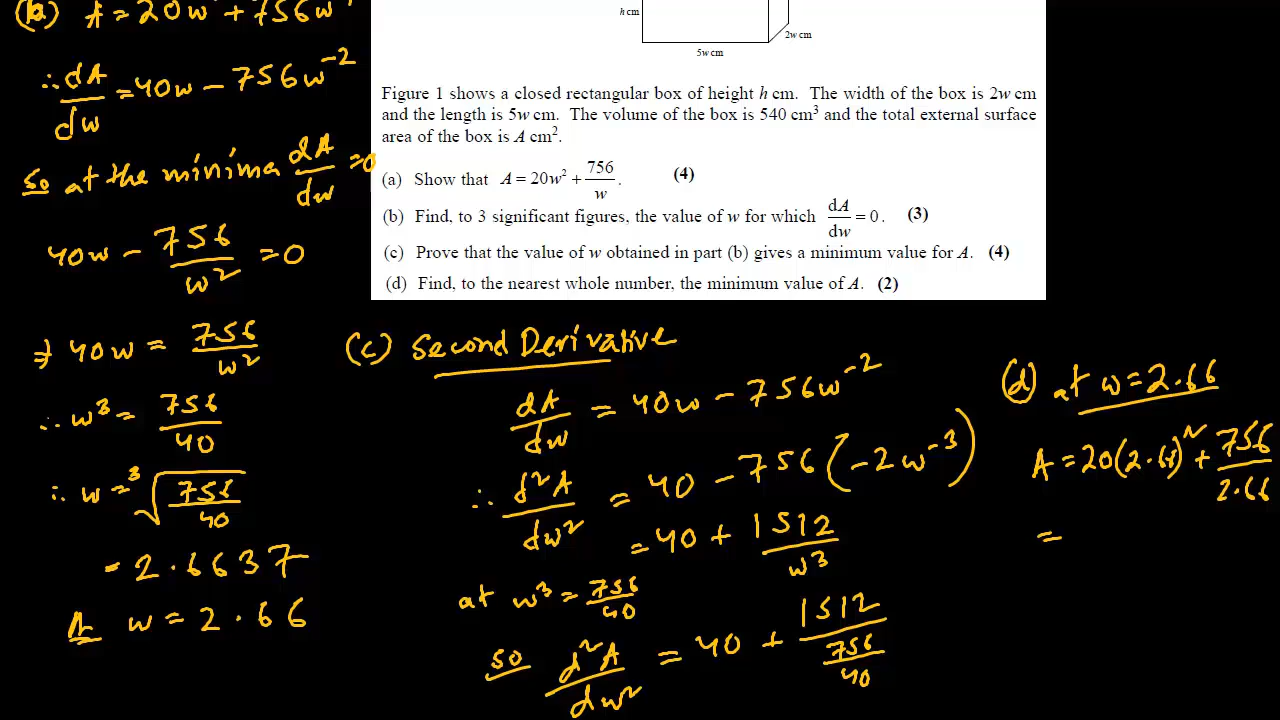 (b) A = 20w² + 756w
∴ dA/dw = 40w - 756w⁻²
So at the minima dA/dw = 0
40w - 756/w² = 0
⇒ 40w = 756/w²
∴ w³ = 756/40
∴ w = ³√(756/40)
= 2.6637
w = 2.66
h cm
2w cm
5w cm
Figure 1 shows a closed rectangular box of height h cm. The width of the box is 2w cm
and the length is 5w cm. The volume of the box is 540 cm³ and the total external surface
area of the box is A cm².
(a) Show that A = 20w² + 756/w. (4)
(b) Find, to 3 significant figures, the value of w for which dA/dw = 0. (3)
(c) Prove that the value of w obtained in part (b) gives a minimum value for A. (4)
(d) Find, to the nearest whole number, the minimum value of A. (2)
(c) Second Derivative
dA/dw = 40w - 756w⁻²
∴ d²A/dw² = 40 - 756(-2w⁻³)
= 40 + 1512/w³
at w³ = 756/40
So d²A/dw² = 40 + 1512/(756/40)
(d) at w = 2.66
A = 20(2.66)² + 756/2.66
=